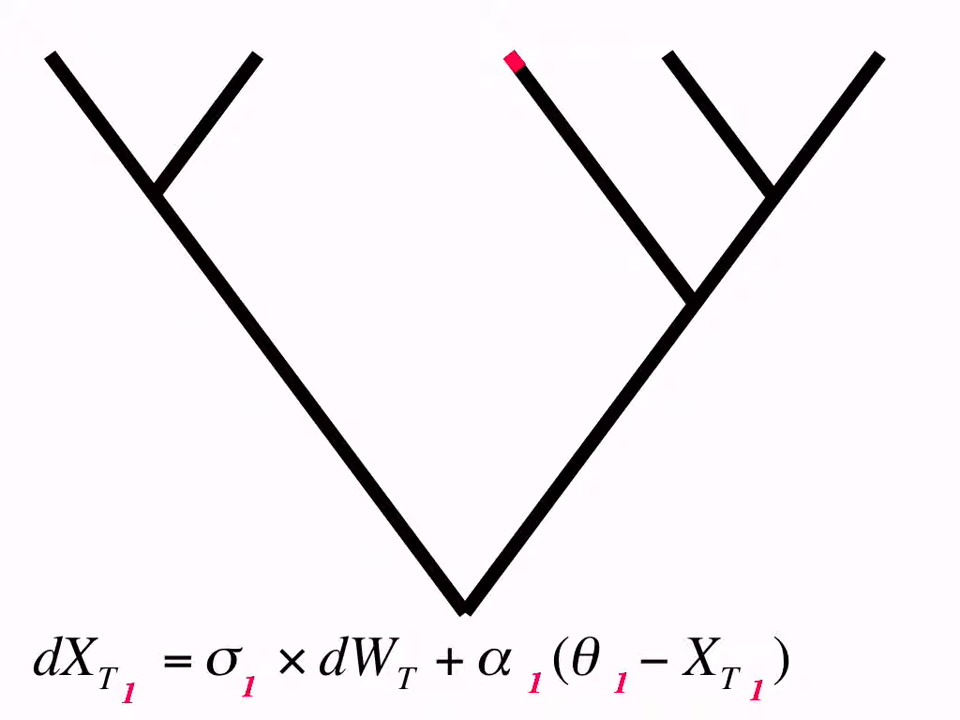 dX_{T_1} = σ_1 × dW_T + α_1 (θ_1 − X_{T_1})